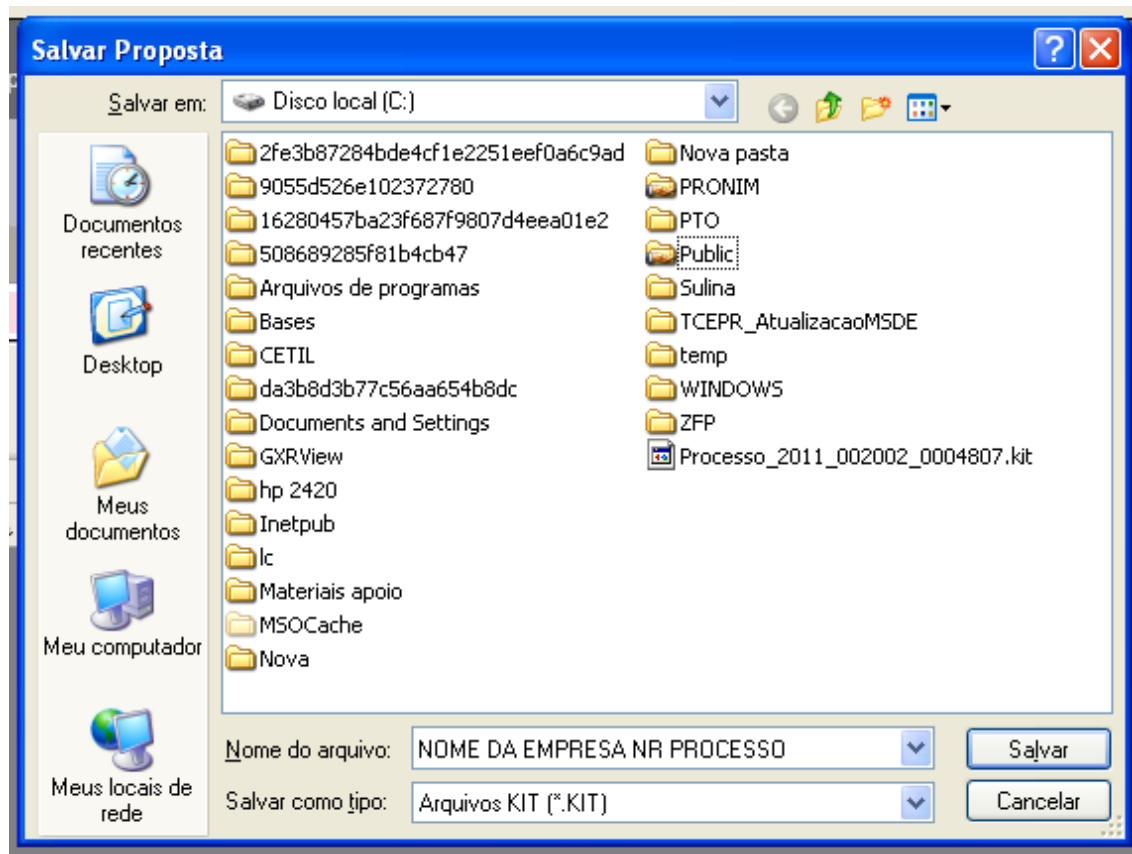 Salvar Proposta
Salvar em:
Disco local (C:)
Documentos
recentes
Desktop
Meus
documentos
Meu computador
Meus locais de
rede
2fe3b87284bde4cf1e2251eef0a6c9ad
9055d526e102372780
16280457ba23f687f9807d4eea01e2
508689285f81b4cb47
Arquivos de programas
Bases
CETIL
da3b8d3b77c56aa654b8dc
Documents and Settings
GXRView
hp 2420
Inetpub
lc
Materiais apoio
MSOCache
Nova
Nova pasta
PRONIM
PTO
Public
Sulina
TCEPR_AtualizacaoMSDE
temp
WINDOWS
ZFP
Processo_2011_002002_0004807.kit
Nome do arquivo:
NOME DA EMPRESA NR PROCESSO
Salvar
Salvar como tipo:
Arquivos KIT (*.KIT)
Cancelar